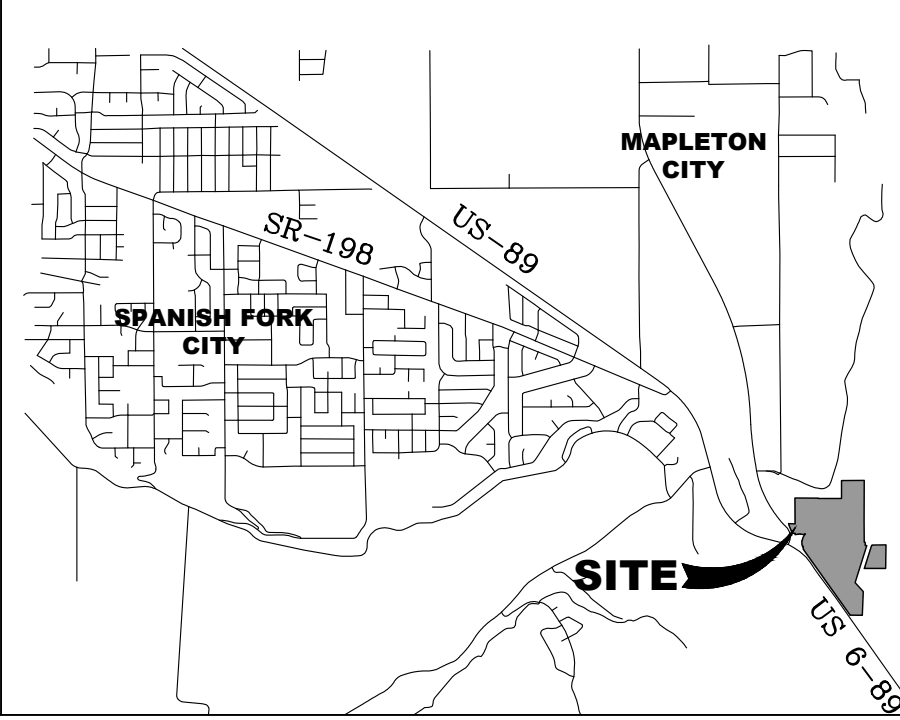 MAPLETON
CITY
US-89
SR-198
SPANISH FORK
CITY
SITE
US 6-89